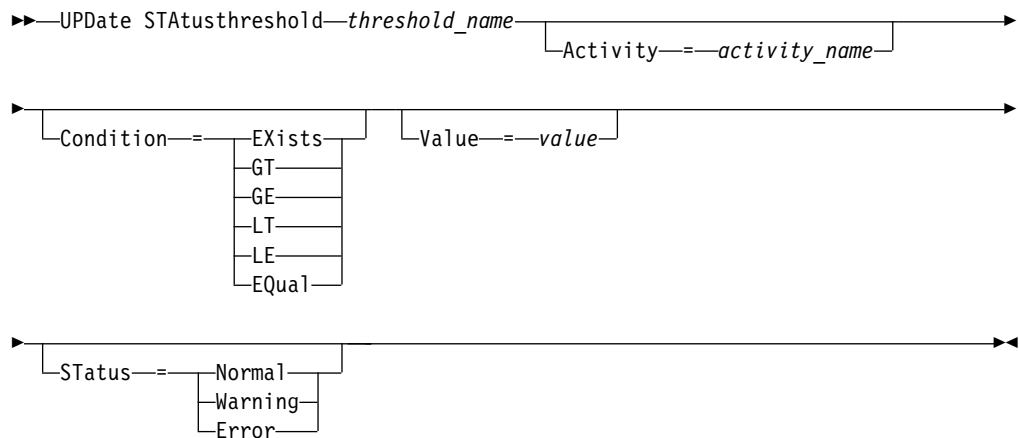 UPDate STAtusthreshold threshold_name
Activity = activity_name
Condition = EXists Value = value
GT
GE
LT
LE
EQual
STatus = Normal
Warning
Error